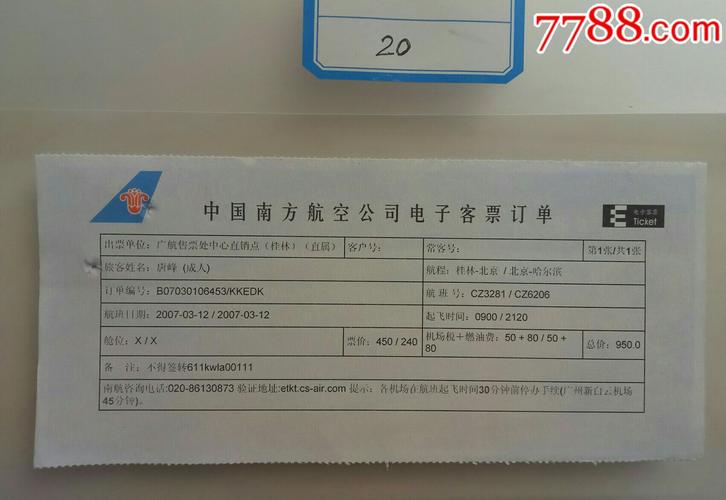 7788.com
20
中国南方航空公司电子客票订单
电子客票
E Ticket
出票单位：广航售票处中心直销点（桂林）（直属） 客户号： 常客号： 第1张/共1张
旅客姓名：唐峰 (成人) 航程：桂林-北京 / 北京-哈尔滨
订单编号：B07030106453/KKEDK 航 班 号：CZ3281 / CZ6206
航班日期：2007-03-12 / 2007-03-12 起飞时间：0900 / 2120
舱位：X / X 票价：450 / 240 机场税＋燃油费：50 + 80 / 50 + 80 总价：950.0
备 注：不得签转611kwla00111
南航咨询电话:020-86130873 验证地址:etkt.cs-air.com 提示：各机场在航班起飞时间30分钟前停办手续(广州新白云机场
45分钟)。